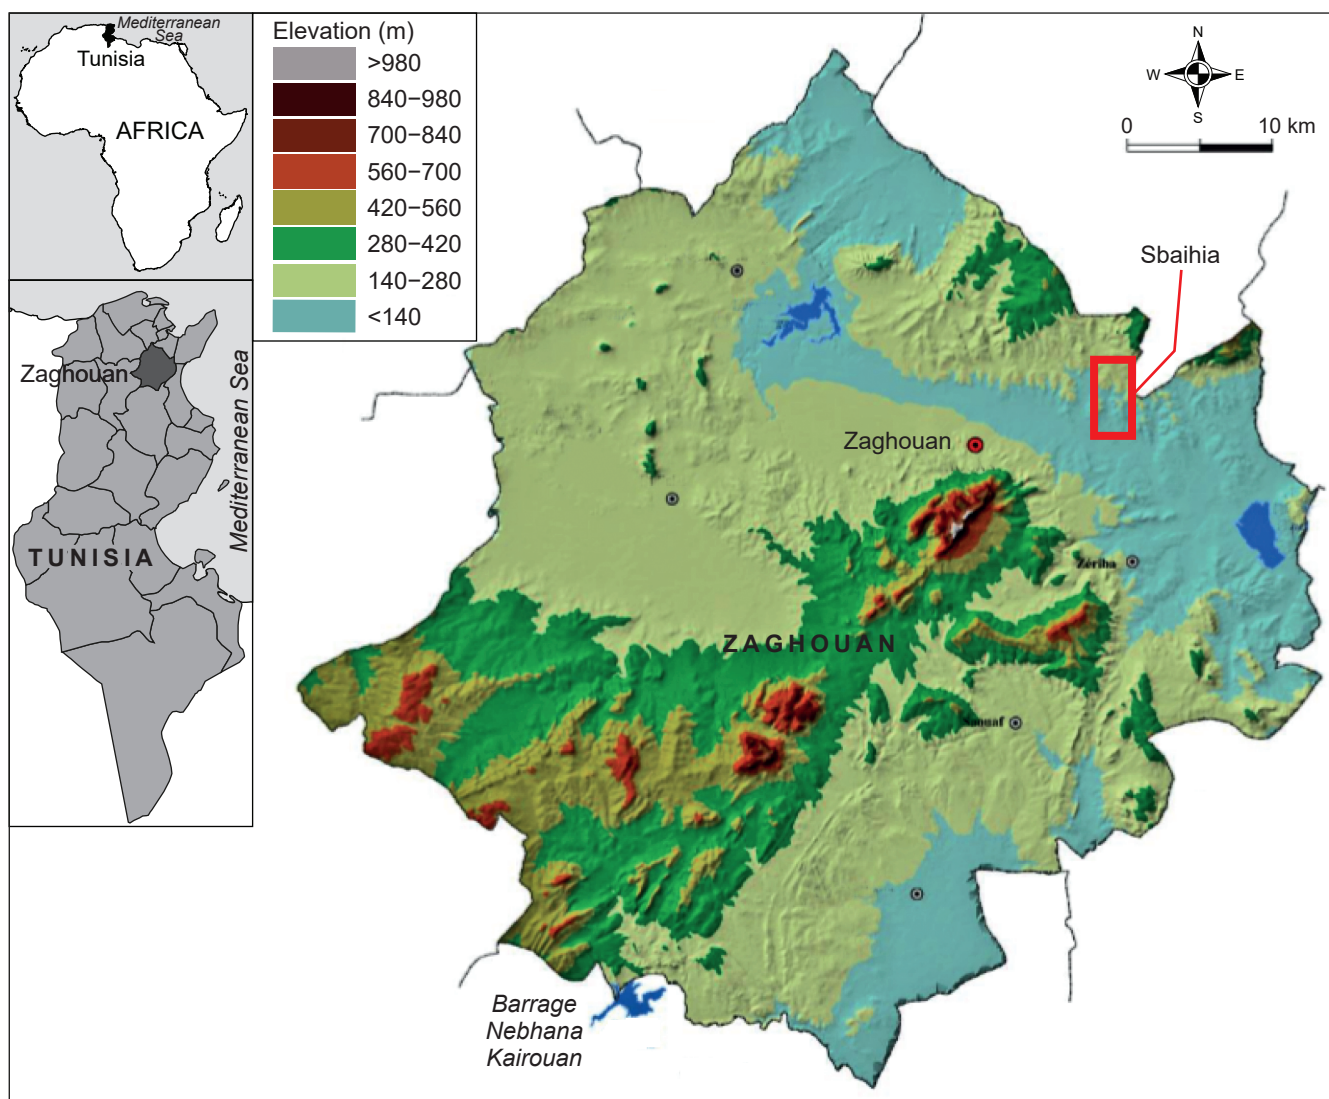 Mediterranean
Sea
Tunisia
AFRICA
Zaghouan
Mediterranean Sea
TUNISIA
Elevation (m)
>980
840–980
700–840
560–700
420–560
280–420
140–280
<140
N
W E
S
0 10 km
Sbaihia
Zaghouan
Zériba
ZAGHOUAN
Saouaf
Barrage
Nebhana
Kairouan